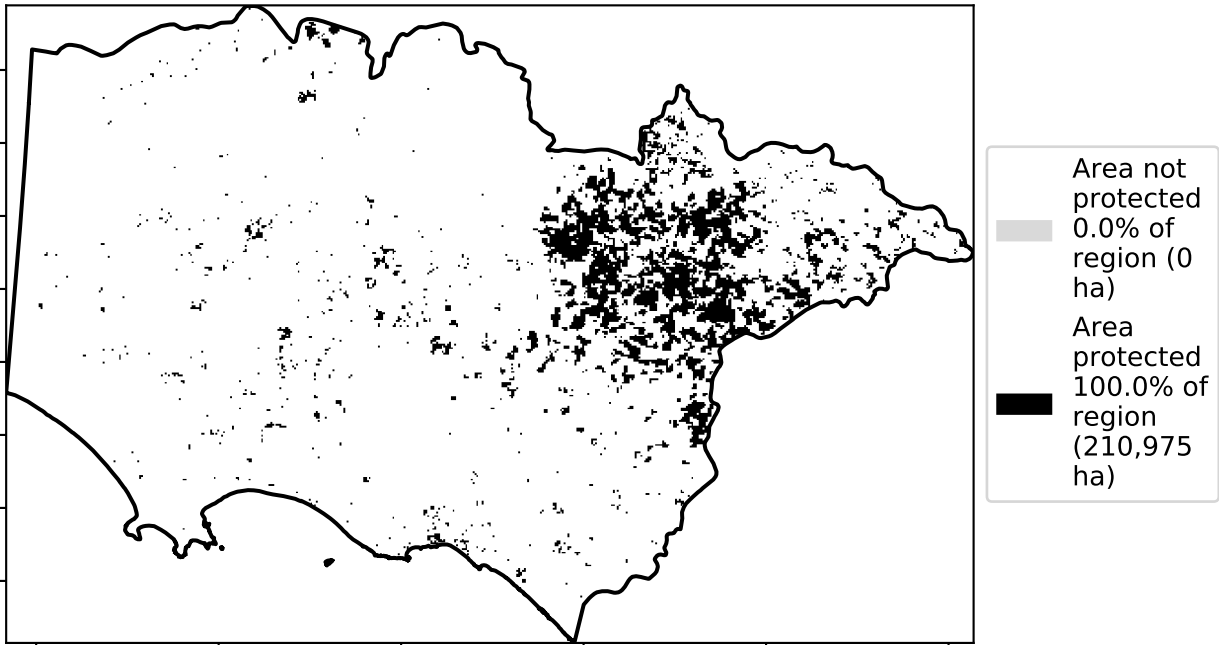 Area not
protected
0.0% of
region (0
ha)
Area
protected
100.0% of
region
(210,975
ha)